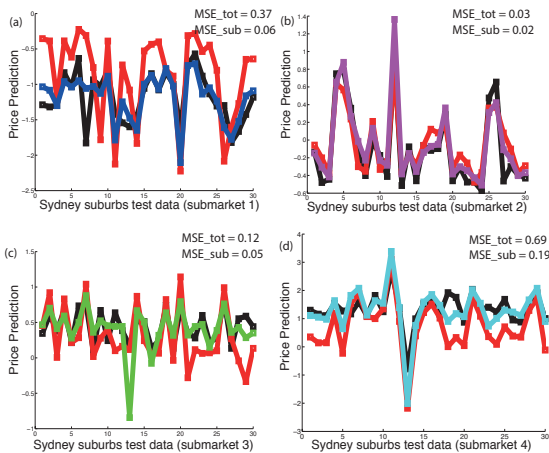 (a)
MSE_tot = 0.37
MSE_sub = 0.06
Price Prediction
0
-0.5
-1.0
-1.5
-2.0
-2.5
0 5 10 15 20 25 30
Sydney suburbs test data (submarket 1)
(b)
MSE_tot = 0.03
MSE_sub = 0.02
Price Prediction
1.4
1.2
1
0.8
0.6
0.4
0.2
0
-0.2
-0.4
-0.6
0 5 10 15 20 25 30
Sydney suburbs test data (submarket 2)
(c)
MSE_tot = 0.12
MSE_sub = 0.05
Price Prediction
1.5
1
0.5
0
-0.5
-1
0 5 10 15 20 25 30
Sydney suburbs test data (submarket 3)
(d)
MSE_tot = 0.69
MSE_sub = 0.19
Price Prediction
4
3
2
1
0
-1
-2
-3
0 5 10 15 20 25 30
Sydney suburbs test data (submarket 4)